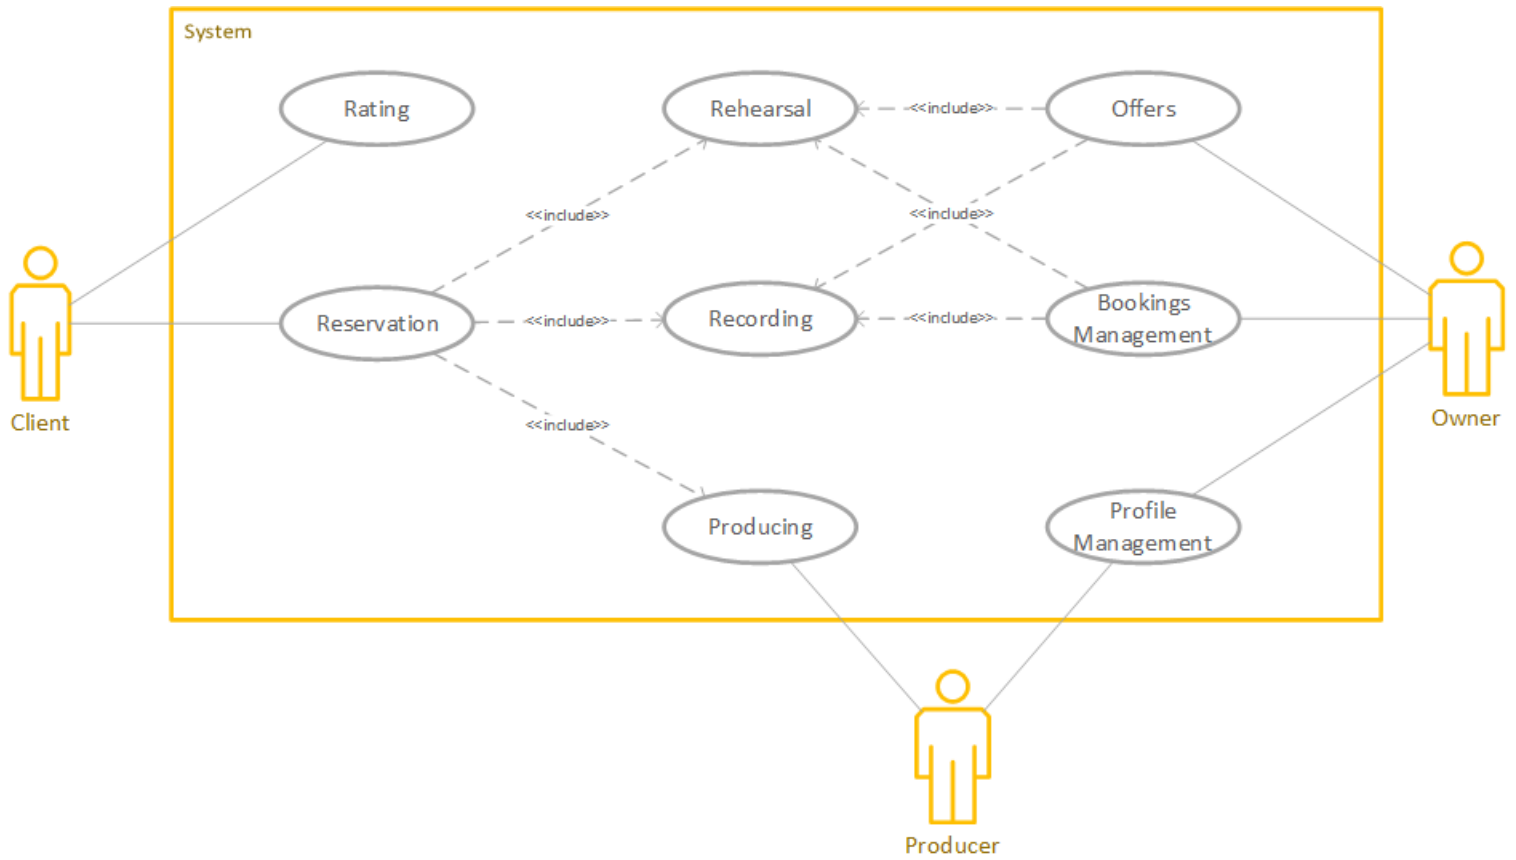 System
Rating
Rehearsal
<<include>>
Offers
<<include>>
<<include>>
Client
Reservation
<<include>>
Recording
<<include>>
Bookings
Management
Owner
<<include>>
Producing
Profile
Management
Producer